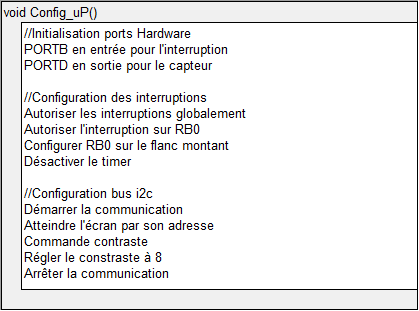 void Config_uP()
//Initialisation ports Hardware
PORTB en entrée pour l'interruption
PORTD en sortie pour le capteur
//Configuration des interruptions
Autoriser les interruptions globalement
Autoriser l'interruption sur RB0
Configurer RB0 sur le flanc montant
Désactiver le timer
//Configuration bus i2c
Démarrer la communication
Atteindre l'écran par son adresse
Commande contraste
Régler le constraste à 8
Arrêter la communication